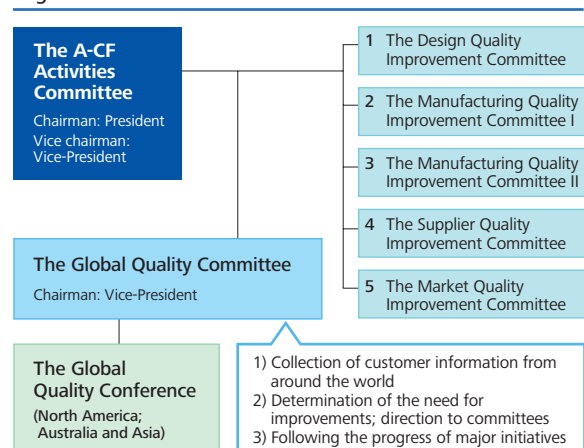 The A-CF
Activities
Committee
Chairman: President
Vice chairman:
Vice-President
1 The Design Quality
Improvement Committee
2 The Manufacturing Quality
Improvement Committee I
3 The Manufacturing Quality
Improvement Committee II
4 The Supplier Quality
Improvement Committee
5 The Market Quality
Improvement Committee
The Global Quality Committee
Chairman: Vice-President
The Global
Quality Conference
(North America;
Australia and Asia)
1) Collection of customer information from
around the world
2) Determination of the need for
improvements; direction to committees
3) Following the progress of major initiatives